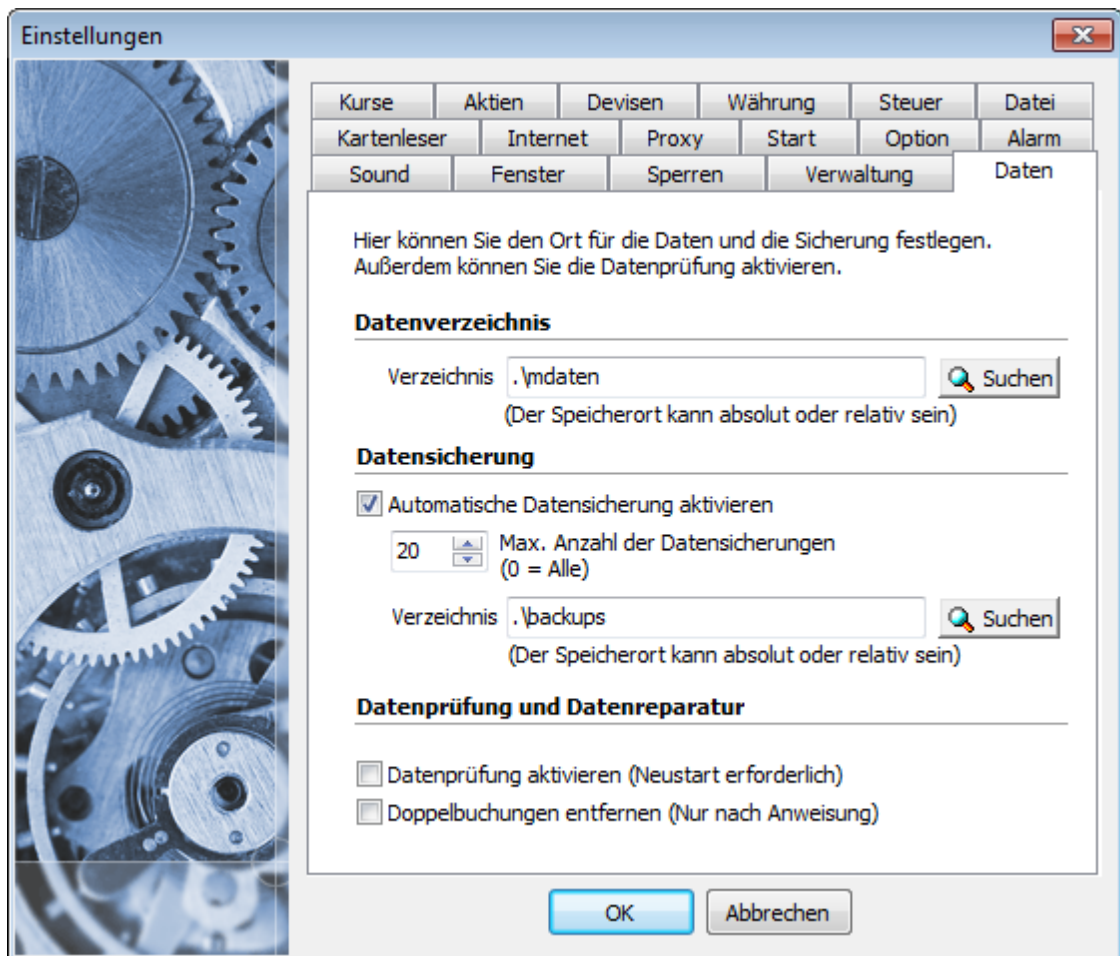 Einstellungen
Kurse Aktien Devisen Währung Steuer Datei
Kartenleser Internet Proxy Start Option Alarm
Sound Fenster Sperren Verwaltung Daten
Hier können Sie den Ort für die Daten und die Sicherung festlegen.
Außerdem können Sie die Datenprüfung aktivieren.
Datenverzeichnis
Verzeichnis .\mdaten Suchen
(Der Speicherort kann absolut oder relativ sein)
Datensicherung
Automatische Datensicherung aktivieren
20 Max. Anzahl der Datensicherungen
(0 = Alle)
Verzeichnis .\backups Suchen
(Der Speicherort kann absolut oder relativ sein)
Datenprüfung und Datenreparatur
Datenprüfung aktivieren (Neustart erforderlich)
Doppelbuchungen entfernen (Nur nach Anweisung)
OK Abbrechen